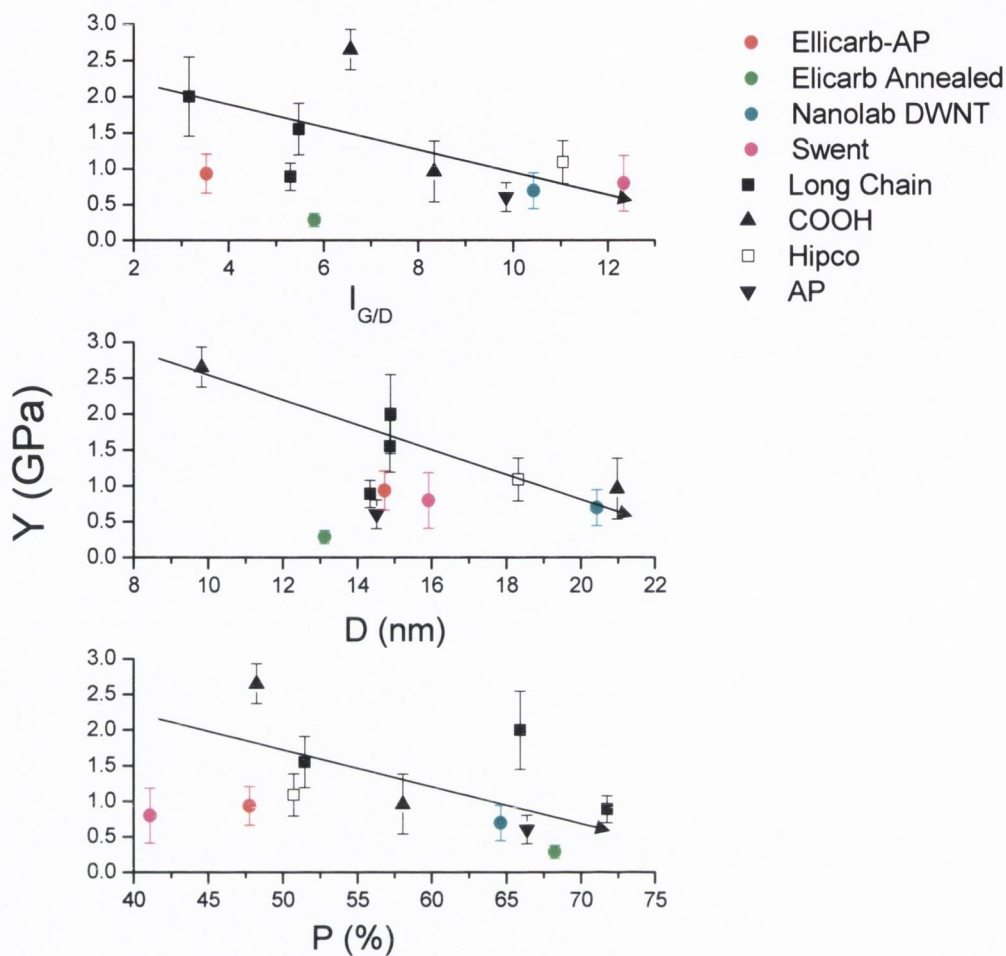 3.0
2.5
2.0
1.5
1.0
0.5
0.0
2 4 6 8 10 12
I G/D
Ellicarb-AP
Elicarb Annealed
Nanolab DWNT
Swent
Long Chain
COOH
Hipco
AP
Y (GPa)
3.0
2.5
2.0
1.5
1.0
0.5
0.0
8 10 12 14 16 18 20 22
D (nm)
3.0
2.5
2.0
1.5
1.0
0.5
0.0
40 45 50 55 60 65 70 75
P (%)